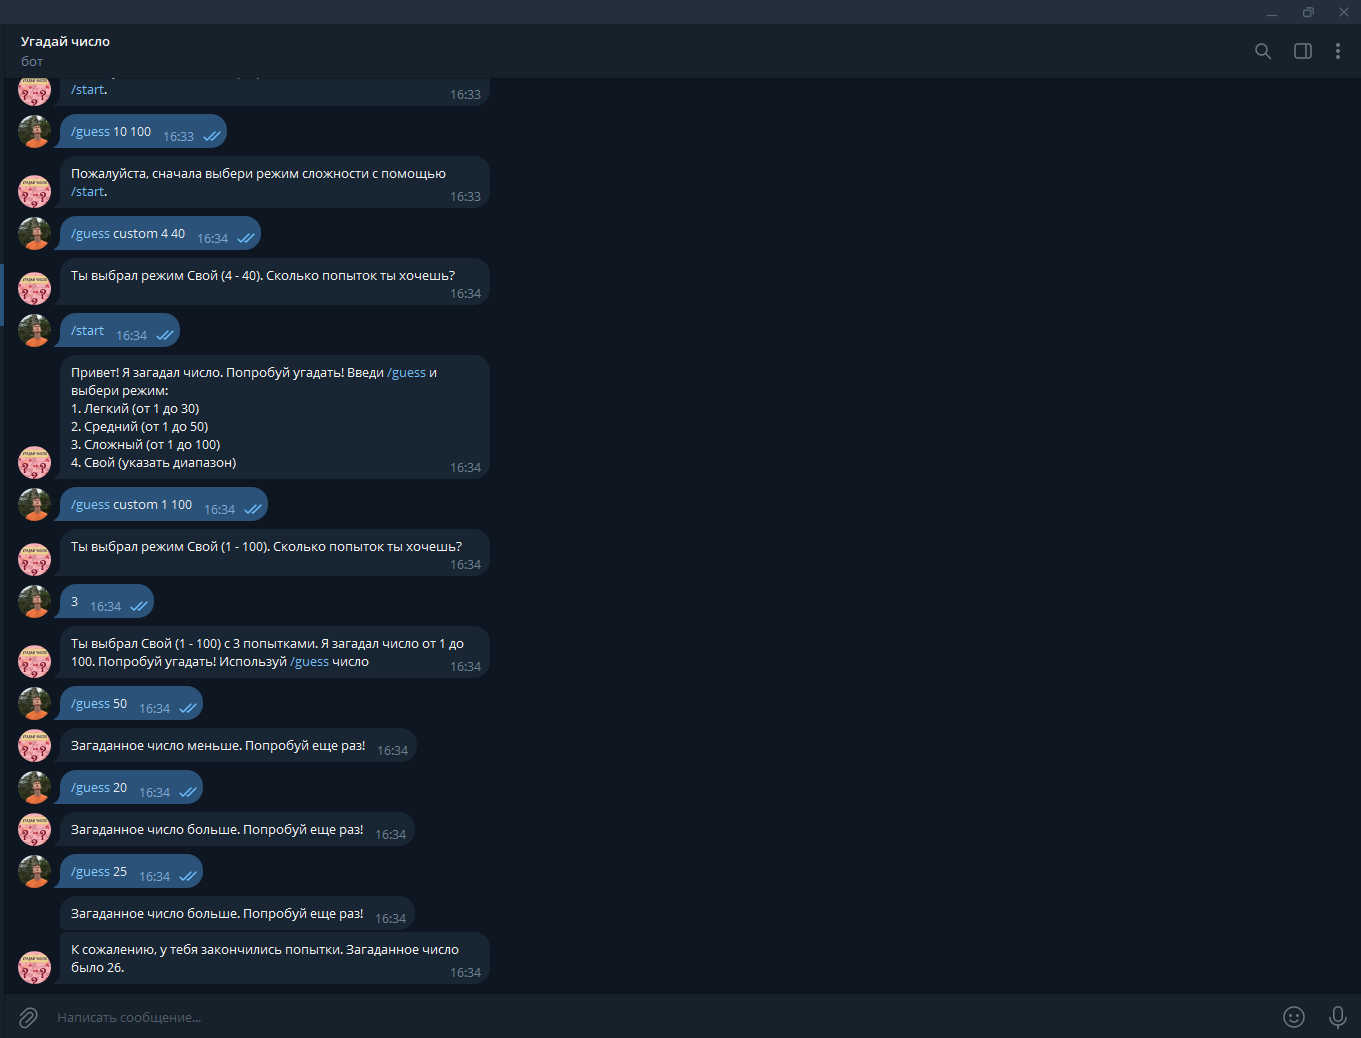 Угадай число
бот
/start.
16:33
/guess 10 100 16:33
Пожалуйста, сначала выбери режим сложности с помощью
/start.
16:33
/guess custom 4 40 16:34
Ты выбрал режим Свой (4 - 40). Сколько попыток ты хочешь?
16:34
/start 16:34
Привет! Я загадал число. Попробуй угадать! Введи /guess и
выбери режим:
1. Легкий (от 1 до 30)
2. Средний (от 1 до 50)
3. Сложный (от 1 до 100)
4. Свой (указать диапазон)
16:34
/guess custom 1 100 16:34
Ты выбрал режим Свой (1 - 100). Сколько попыток ты хочешь?
16:34
3 16:34
Ты выбрал Свой (1 - 100) с 3 попытками. Я загадал число от 1 до
100. Попробуй угадать! Используй /guess число
16:34
/guess 50 16:34
Загаданное число меньше. Попробуй еще раз! 16:34
/guess 20 16:34
Загаданное число больше. Попробуй еще раз! 16:34
/guess 25 16:34
Загаданное число больше. Попробуй еще раз! 16:34
К сожалению, у тебя закончились попытки. Загаданное число
было 26.
16:34
Написать сообщение...